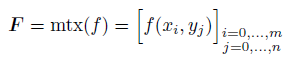 F = mtx(f) = [f(x_i, y_j)]_{i=0,...,m j=0,...,n}